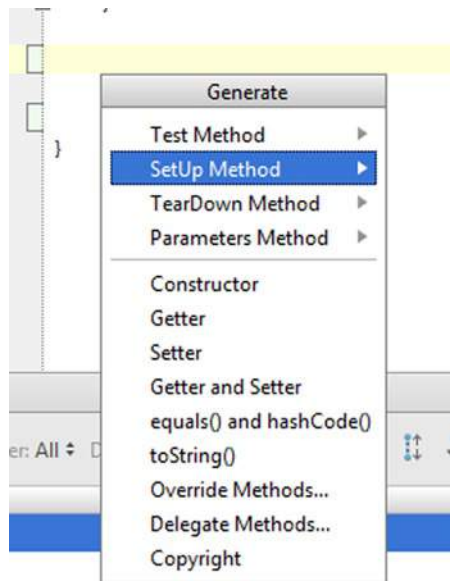 Generate
}
Test Method
SetUp Method
TearDown Method
Parameters Method
Constructor
Getter
Setter
Getter and Setter
equals() and hashCode()
er: All D
toString()
Override Methods...
Delegate Methods...
Copyright